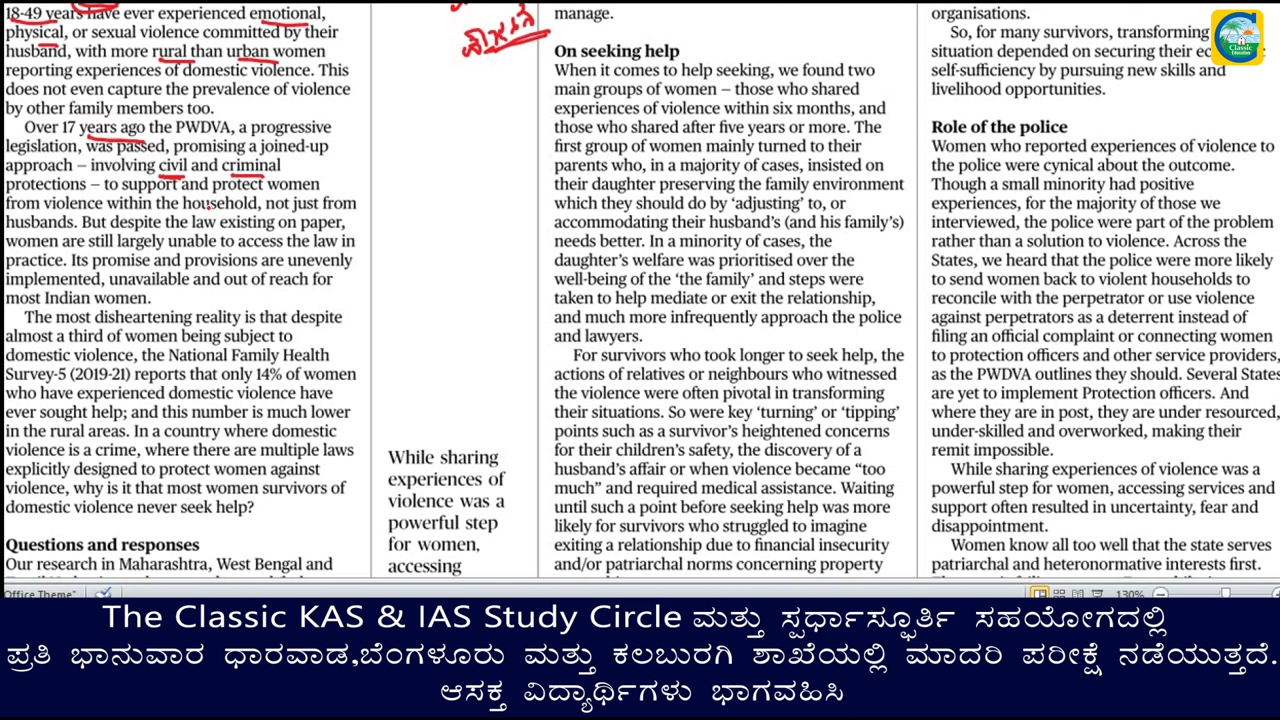 18-49 years have ever experienced emotional,
physical, or sexual violence committed by their
husband, with more rural than urban women
reporting experiences of domestic violence. This
does not even capture the prevalence of violence
by other family members too.
Over 17 years ago the PWDVA, a progressive
legislation, was passed, promising a joined-up
approach – involving civil and criminal
protections – to support and protect women
from violence within the household, not just from
husbands. But despite the law existing on paper,
women are still largely unable to access the law in
practice. Its promise and provisions are unevenly
implemented, unavailable and out of reach for
most Indian women.
The most disheartening reality is that despite
almost a third of women being subject to
domestic violence, the National Family Health
Survey-5 (2019-21) reports that only 14% of women
who have experienced domestic violence have
ever sought help; and this number is much lower
in the rural areas. In a country where domestic
violence is a crime, where there are multiple laws
explicitly designed to protect women against
violence, why is it that most women survivors of
domestic violence never seek help?
Questions and responses
Our research in Maharashtra, West Bengal and
While sharing
experiences of
violence was a
powerful step
for women,
accessing
manage.
On seeking help
When it comes to help seeking, we found two
main groups of women – those who shared
experiences of violence within six months, and
those who shared after five years or more. The
first group of women mainly turned to their
parents who, in a majority of cases, insisted on
their daughter preserving the family environment
which they should do by ‘adjusting’ to, or
accommodating their husband’s (and his family’s)
needs better. In a minority of cases, the
daughter’s welfare was prioritised over the
well-being of the ‘the family’ and steps were
taken to help mediate or exit the relationship,
and much more infrequently approach the police
and lawyers.
For survivors who took longer to seek help, the
actions of relatives or neighbours who witnessed
the violence were often pivotal in transforming
their situations. So were key ‘turning’ or ‘tipping’
points such as a survivor’s heightened concerns
for their children’s safety, the discovery of a
husband’s affair or when violence became “too
much” and required medical assistance. Waiting
until such a point before seeking help was more
likely for survivors who struggled to imagine
exiting a relationship due to financial insecurity
and/or patriarchal norms concerning property
organisations.
So, for many survivors, transforming
situation depended on securing their
self-sufficiency by pursuing new skills and
livelihood opportunities.
Role of the police
Women who reported experiences of violence to
the police were cynical about the outcome.
Though a small minority had positive
experiences, for the majority of those we
interviewed, the police were part of the problem
rather than a solution to violence. Across the
States, we heard that the police were more likely
to send women back to violent households to
reconcile with the perpetrator or use violence
against perpetrators as a deterrent instead of
filing an official complaint or connecting women
to protection officers and other service providers,
as the PWDVA outlines they should. Several States
are yet to implement Protection officers. And
where they are in post, they are under resourced,
under-skilled and overworked, making their
remit impossible.
While sharing experiences of violence was a
powerful step for women, accessing services and
support often resulted in uncertainty, fear and
disappointment.
Women know all too well that the state serves
patriarchal and heteronormative interests first.
Classic
Education
Office Theme"
130%
The Classic KAS & IAS Study Circle ಮತ್ತು ಸ್ಪರ್ಧಾಸ್ಫೂರ್ತಿ ಸಹಯೋಗದಲ್ಲಿ
ಪ್ರತಿ ಭಾನುವಾರ ಧಾರವಾಡ,ಬೆಂಗಳೂರು ಮತ್ತು ಕಲಬುರಗಿ ಶಾಖೆಯಲ್ಲಿ ಮಾದರಿ ಪರೀಕ್ಷೆ ನಡೆಯುತ್ತದೆ.
ಆಸಕ್ತ ವಿದ್ಯಾರ್ಥಿಗಳು ಭಾಗವಹಿಸಿ